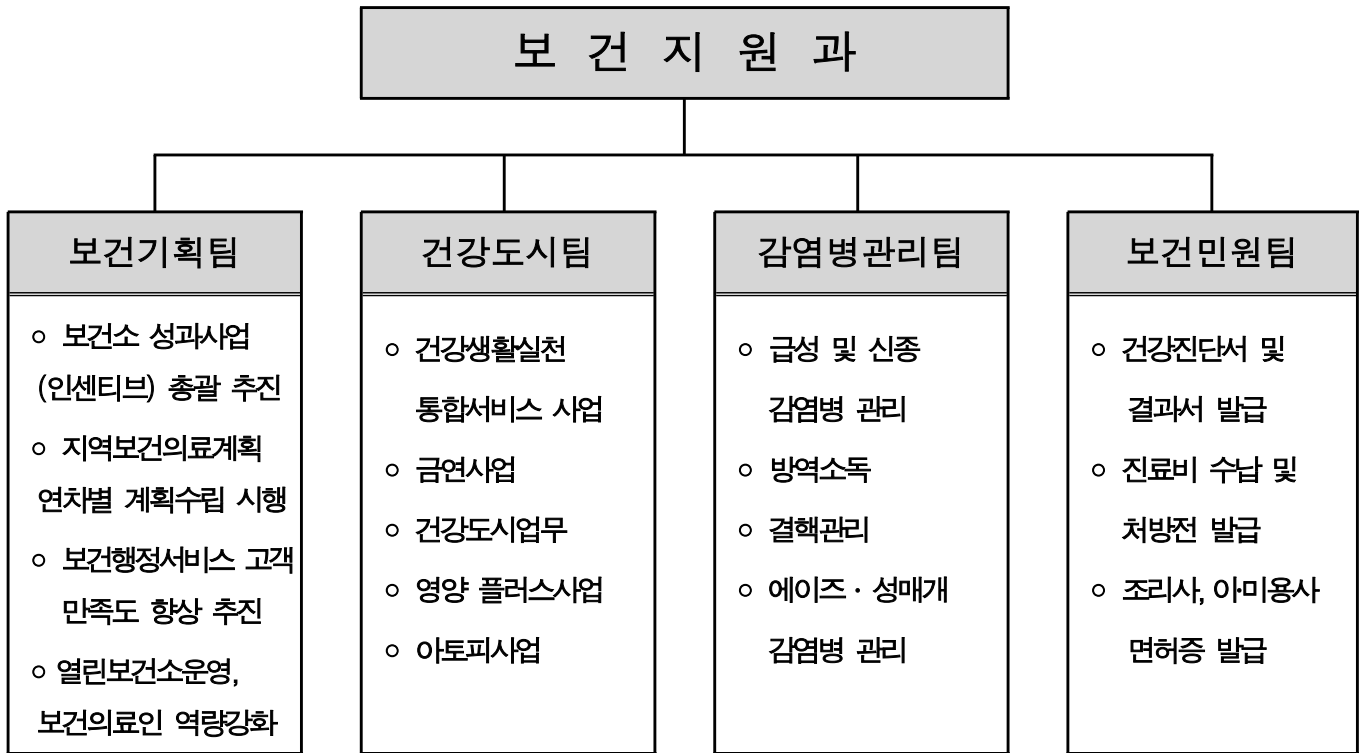 보 건 지 원 과
보건기획팀
○ 보건소 성과사업
(인센티브) 총괄 추진
○ 지역보건의료계획
연차별 계획수립 시행
○ 보건행정서비스 고객
만족도 향상 추진
○ 열린보건소운영,
보건의료인 역량강화
건강도시팀
○ 건강생활실천
통합서비스 사업
○ 금연사업
○ 건강도시업무
○ 영양 플러스사업
○ 아토피사업
감염병관리팀
○ 급성 및 신종
감염병 관리
○ 방역소독
○ 결핵관리
○ 에이즈 · 성매개
감염병 관리
보건민원팀
○ 건강진단서 및
결과서 발급
○ 진료비 수납 및
처방전 발급
○ 조리사, 이·미용사
면허증 발급